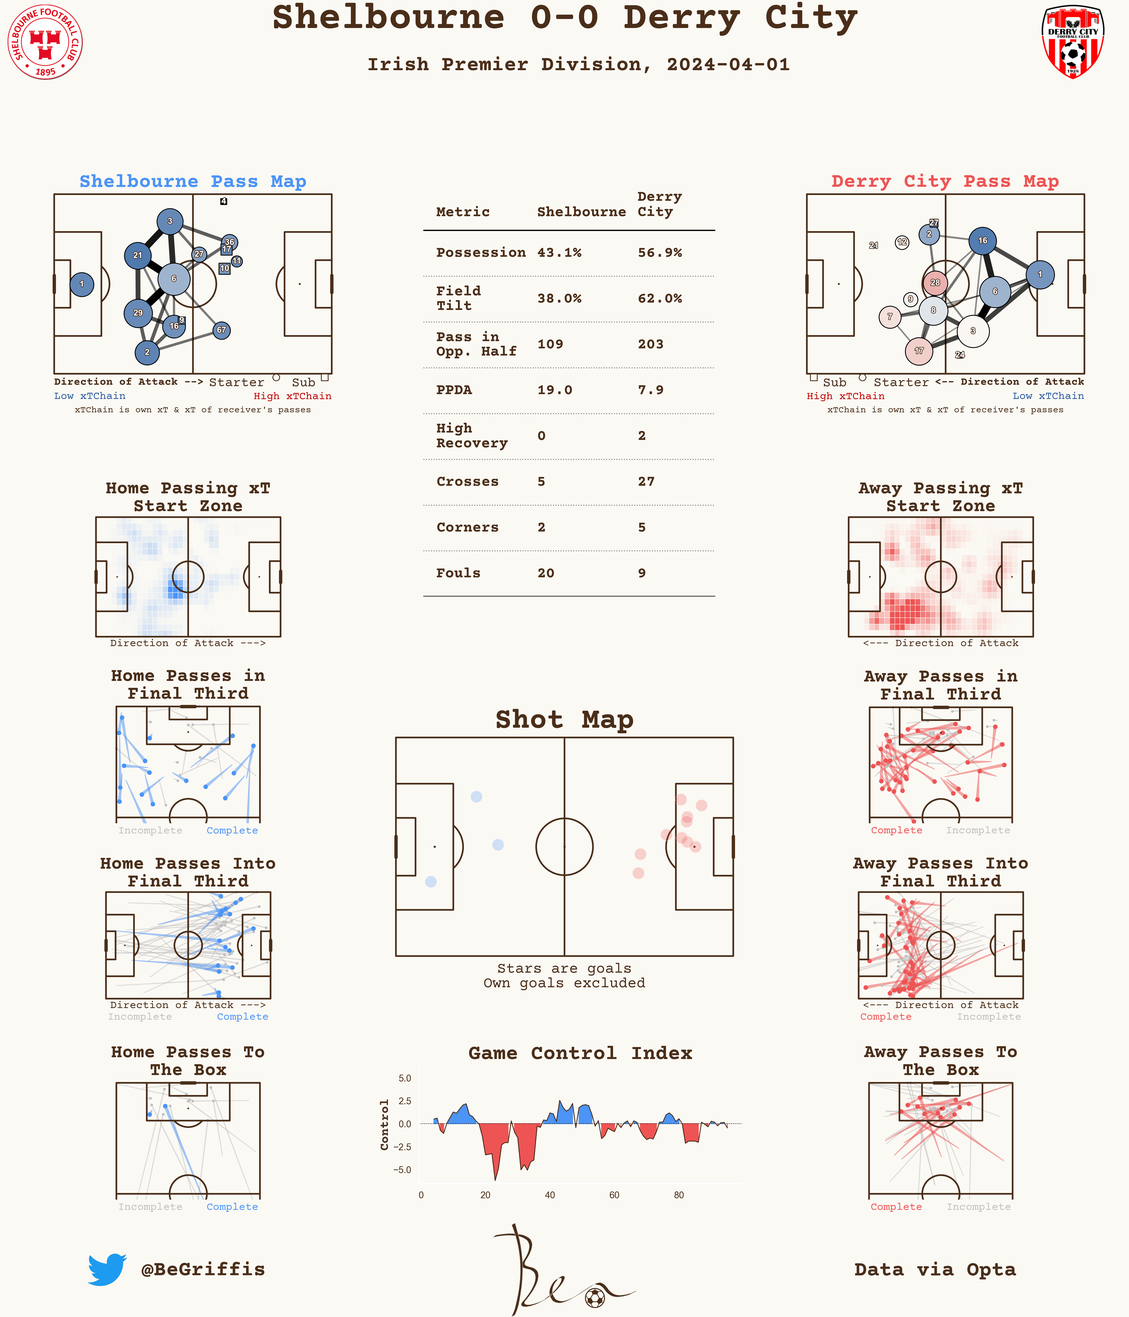 Shelbourne 0-0 Derry City
Irish Premier Division, 2024-04-01
SHELBOURNE FOOTBALL CLUB
1895
DERRY CITY
FOOTBALL CLUB
1928
Shelbourne Pass Map
4
3
36
17
27
11
10
21
6
1
29
9
16
67
2
Direction of Attack --> Starter Sub
Low xTChain High xTChain
xTChain is own xT & xT of receiver's passes
Metric Shelbourne Derry City
Possession 43.1% 56.9%
Field Tilt 38.0% 62.0%
Pass in Opp. Half 109 203
PPDA 19.0 7.9
High Recovery 0 2
Crosses 5 27
Corners 2 5
Fouls 20 9
Derry City Pass Map
27
2
12
21
16
1
28
6
9
8
7
3
17
24
Sub Starter <-- Direction of Attack
High xTChain Low xTChain
xTChain is own xT & xT of receiver's passes
Home Passing xT
Start Zone
Direction of Attack --->
Away Passing xT
Start Zone
<--- Direction of Attack
Home Passes in
Final Third
Incomplete Complete
Away Passes in
Final Third
Complete Incomplete
Shot Map
Stars are goals
Own goals excluded
Home Passes Into
Final Third
Direction of Attack --->
Incomplete Complete
Away Passes Into
Final Third
<--- Direction of Attack
Complete Incomplete
Home Passes To
The Box
Incomplete Complete
Game Control Index
Control
5.0
2.5
0.0
−2.5
−5.0
0 20 40 60 80
Away Passes To
The Box
Complete Incomplete
@BeGriffis
Ben
Data via Opta